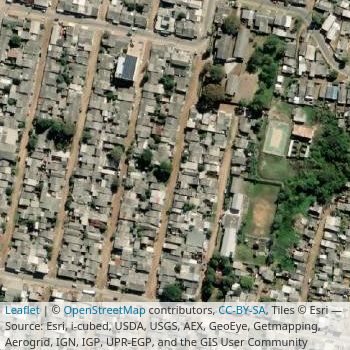 Leaflet | © OpenStreetMap contributors, CC-BY-SA, Tiles © Esri —
Source: Esri, i-cubed, USDA, USGS, AEX, GeoEye, Getmapping,
Aerogrid, IGN, IGP, UPR-EGP, and the GIS User Community